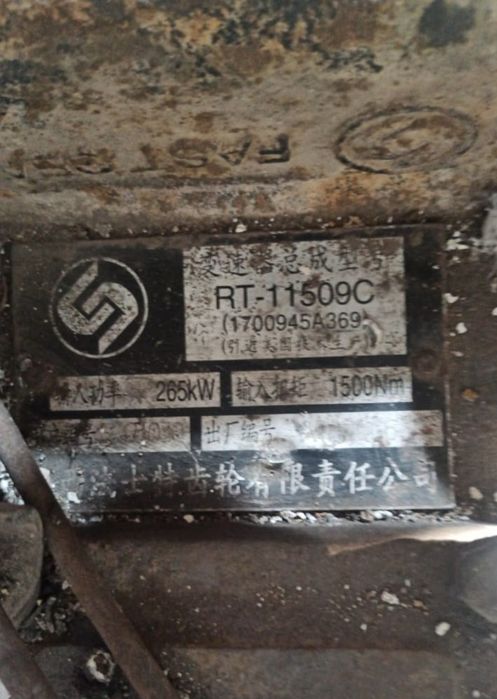 FAST
变速器总成型号
RT-11509C
(1700945A369)
(引进美国技术生产)
输入功率 265kW 输入扭矩 1500Nm
出厂编号
法士特齿轮有限责任公司